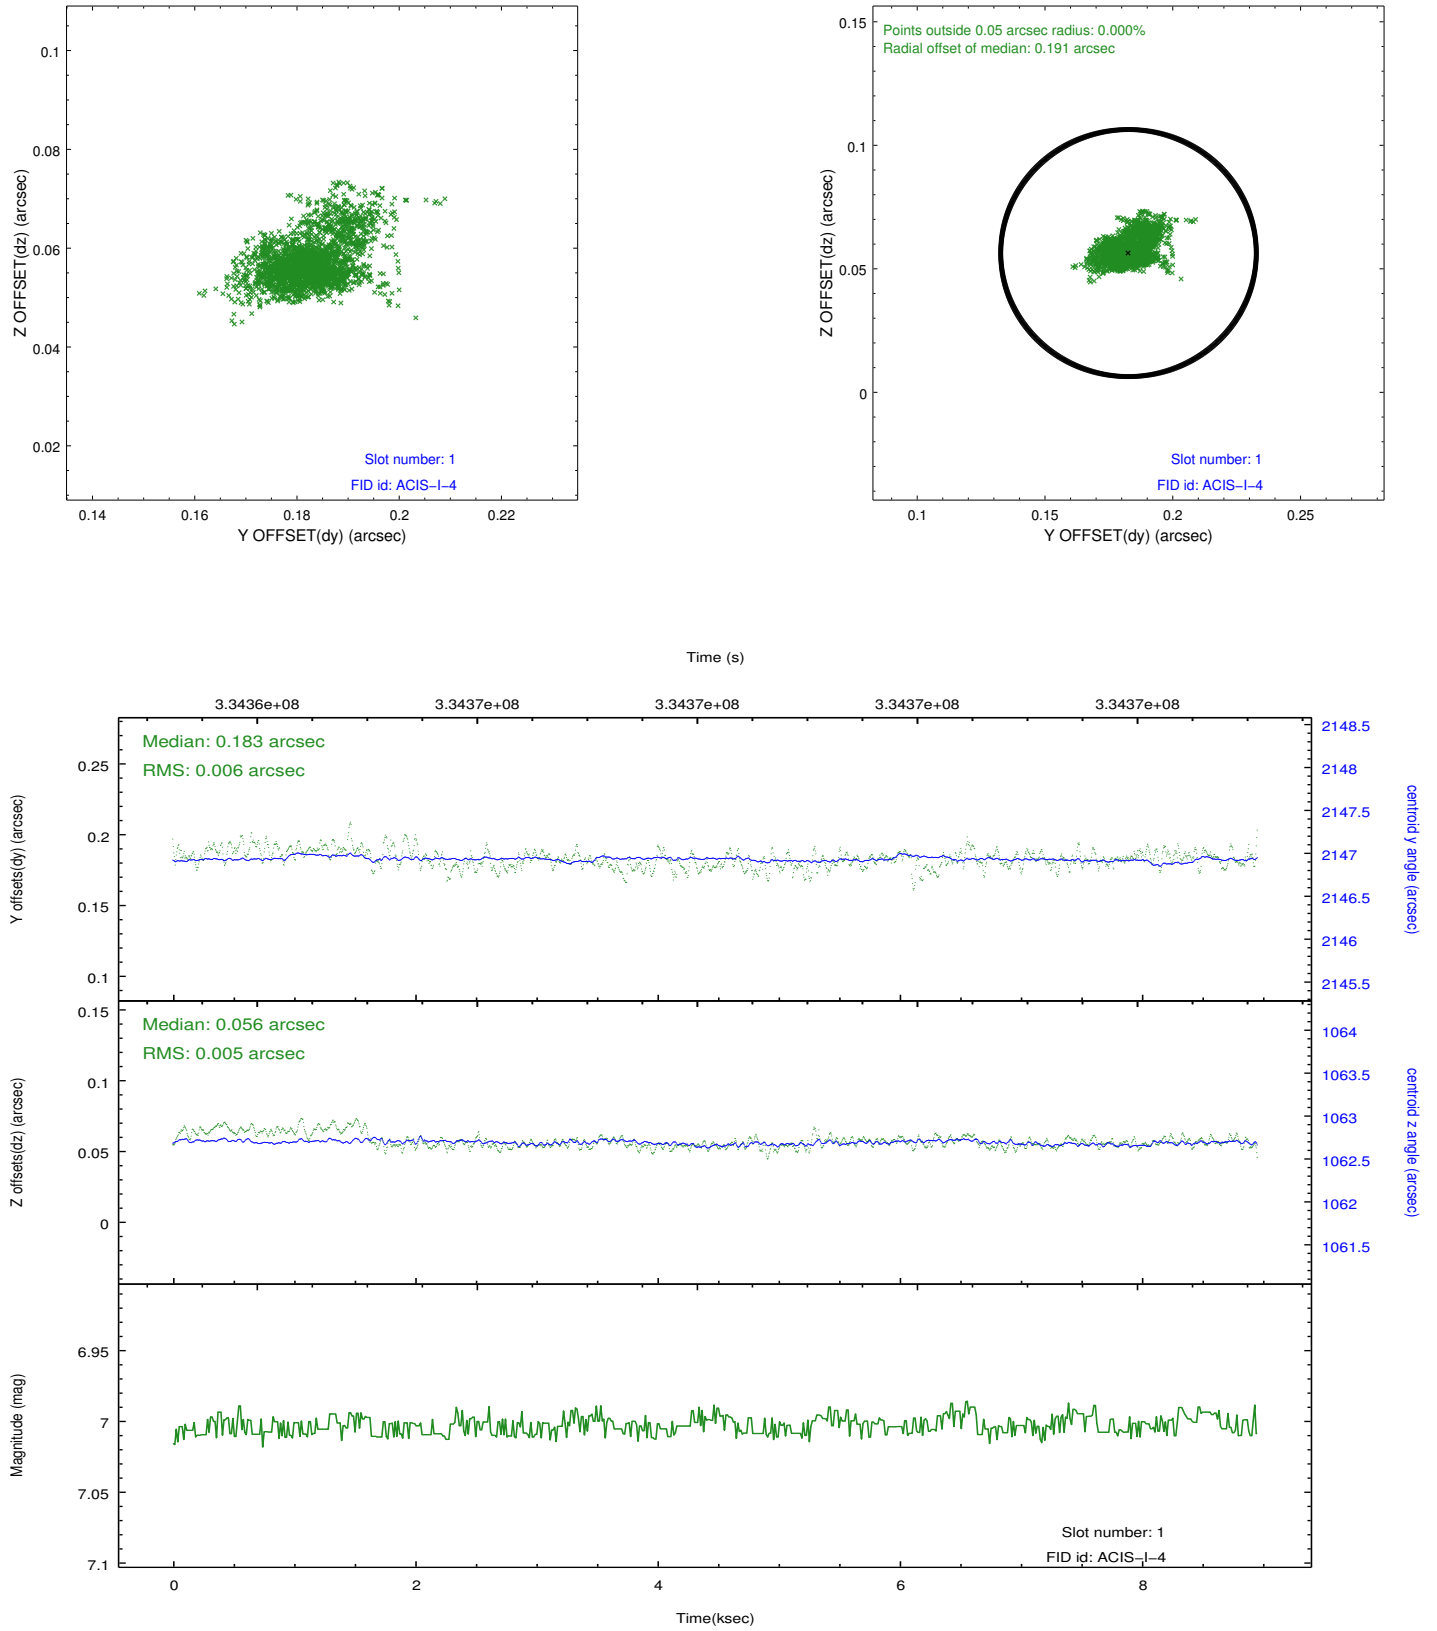 0.1
0.08
0.06
0.04
0.02
Z OFFSET(dz) (arcsec)
Slot number: 1
FID id: ACIS−I−4
0.14 0.16 0.18 0.2 0.22
Y OFFSET(dy) (arcsec)
Points outside 0.05 arcsec radius: 0.000%
Radial offset of median: 0.191 arcsec
0.15
0.1
0.05
0
Z OFFSET(dz) (arcsec)
Slot number: 1
FID id: ACIS−I−4
0.1 0.15 0.2 0.25
Y OFFSET(dy) (arcsec)
Time (s)
3.3436e+08 3.3437e+08 3.3437e+08 3.3437e+08 3.3437e+08
Median: 0.183 arcsec
RMS: 0.006 arcsec
0.25
0.2
0.15
0.1
Y offsets(dy) (arcsec)
2148.5
2148
2147.5
2147
2146.5
2146
2145.5
centroid y angle (arcsec)
Median: 0.056 arcsec
RMS: 0.005 arcsec
0.15
0.1
0.05
0
Z offsets(dz) (arcsec)
1064
1063.5
1063
1062.5
1062
1061.5
centroid z angle (arcsec)
6.95
7
7.05
7.1
Magnitude (mag)
Slot number: 1
FID id: ACIS−I−4
0 2 4 6 8
Time(ksec)